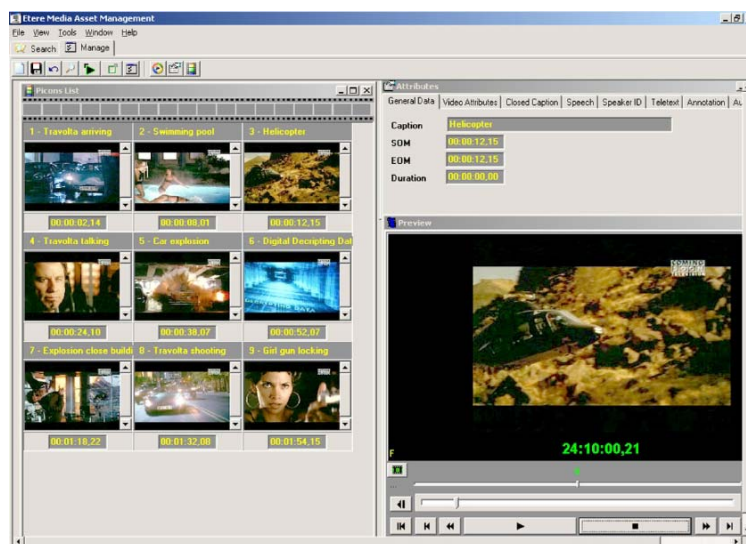 Etere Media Asset Management
File View Tools Window Help
Search Manage
Picons List
1 - Travolta arriving 2 - Swimming pool 3 - Helicopter
00:00:02,14 00:00:08,01 00:00:12,15
4 - Travolta talking 5 - Car explosion 6 - Digital Decripting Dat
00:00:24,10 00:00:38,07 00:00:52,07
7 - Explosion close buildi 8 - Travolta shooting 9 - Girl gun locking
00:01:18,22 00:01:32,08 00:01:54,15
Attributes
General Data Video Attributes Closed Caption Speech Speaker ID Teletext Annotation Au
Caption Helicopter
SOM 00:00:12,15
EOM 00:00:12,15
Duration 00:00:00,00
Preview
COMING
TELEVISION
F
24:10:00,21